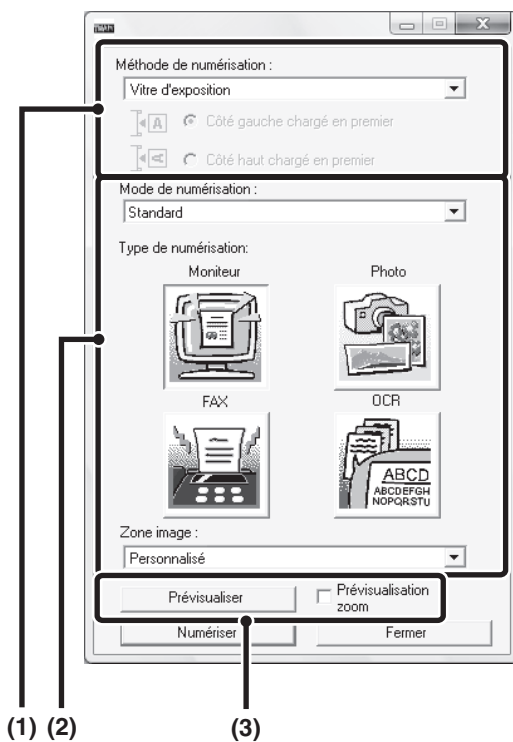 Méthode de numérisation :
Vitre d'exposition
A Côté gauche chargé en premier
A Côté haut chargé en premier
Mode de numérisation :
Standard
Type de numérisation:
Moniteur Photo
FAX OCR
ABCD
ABCDEFGH
NOPQRSTU
Zone image :
Personnalisé
Prévisualiser Prévisualisation
zoom
Numériser Fermer
(1) (2) (3)